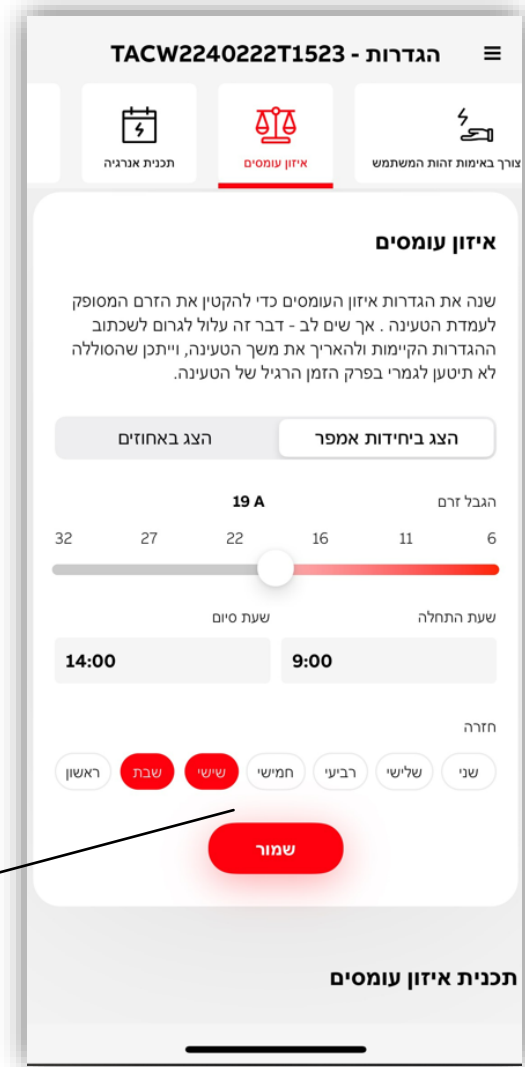 הגדרות - TACW2240222T1523
צורך באימות זהות המשתמש
איזון עומסים
תכנית אנרגיה
איזון עומסים
שנה את הגדרות איזון העומסים כדי להקטין את הזרם המסופק
לעמדת הטעינה . אך שים לב - דבר זה עלול לגרום לשכתוב
ההגדרות הקיימות ולהאריך את משך הטעינה, וייתכן שהסוללה
לא תיטען לגמרי בפרק הזמן הרגיל של הטעינה.
הצג ביחידות אמפר הצג באחוזים
הגבל זרם 19 A
6 11 16 22 27 32
שעת התחלה שעת סיום
9:00 14:00
חזרה
שני שלישי רביעי חמישי שישי שבת ראשון
שמור
תכנית איזון עומסים